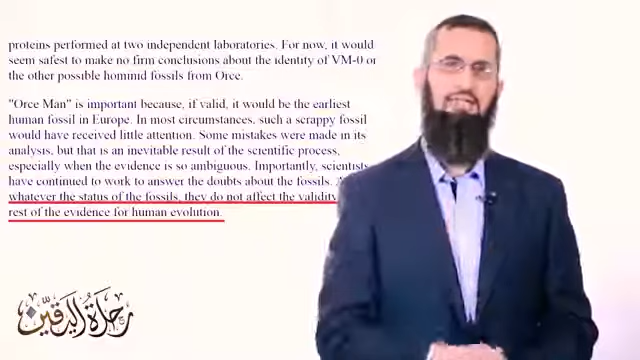 proteins performed at two independent laboratories. For now, it would
seem safest to make no firm conclusions about the identity of VM-0 or
the other possible hominid fossils from Orce.
"Orce Man" is important because, if valid, it would be the earliest
human fossil in Europe. In most circumstances, such a scrappy fossil
would have received little attention. Some mistakes were made in its
analysis, but that is an inevitable result of the scientific process,
especially when the evidence is so ambiguous. Importantly, scientists
have continued to work to answer the doubts about the fossils.
whatever the status of the fossils, they do not affect the validity
rest of the evidence for human evolution.
رحلة اليقين